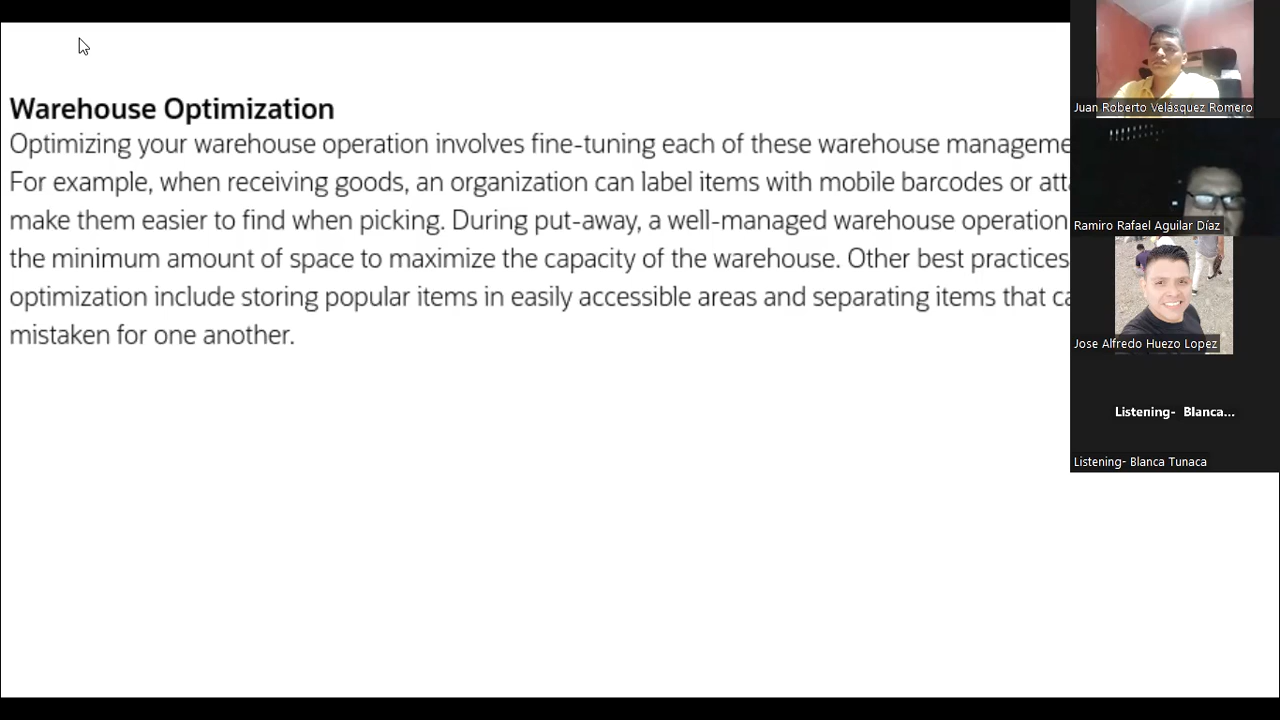 Warehouse Optimization
Optimizing your warehouse operation involves fine-tuning each of these warehouse
For example, when receiving goods, an organization can label items with mobile barcodes or
make them easier to find when picking. During put-away, a well-managed warehouse operation
the minimum amount of space to maximize the capacity of the warehouse. Other best practices
optimization include storing popular items in easily accessible areas and separating items that
mistaken for one another.
Juan Roberto Velásquez Romero
Ramiro Rafael Aguilar Díaz
Jose Alfredo Huezo Lopez
Listening- Blanca...
Listening- Blanca Tunaca